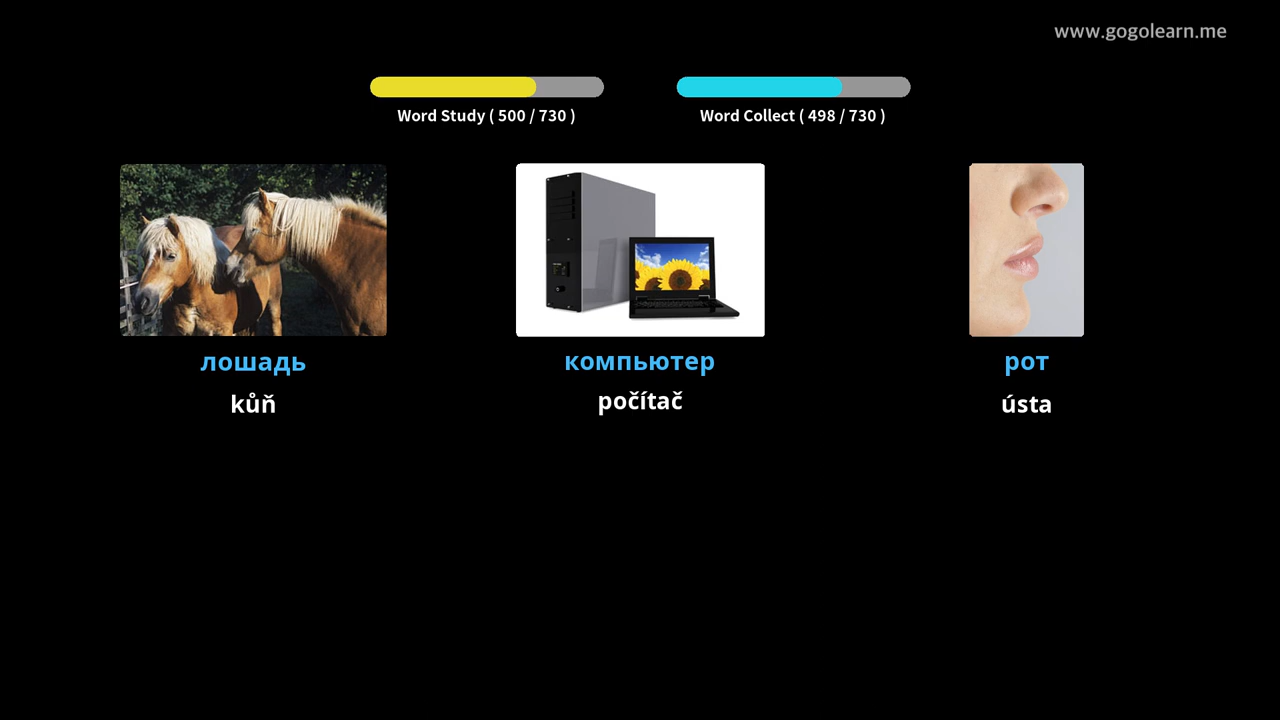 www.gogolearn.me
Word Study ( 500 / 730 )
Word Collect ( 498 / 730 )
лошадь
компьютер
рот
kůň
počítač
ústa